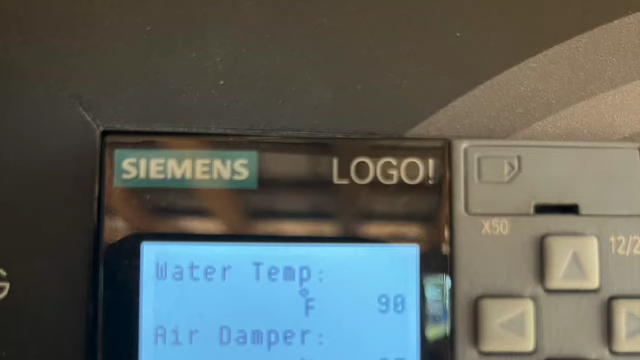 SIEMENS LOGO!
X50
12/2
Water Temp:
°F 90
Air Damper: